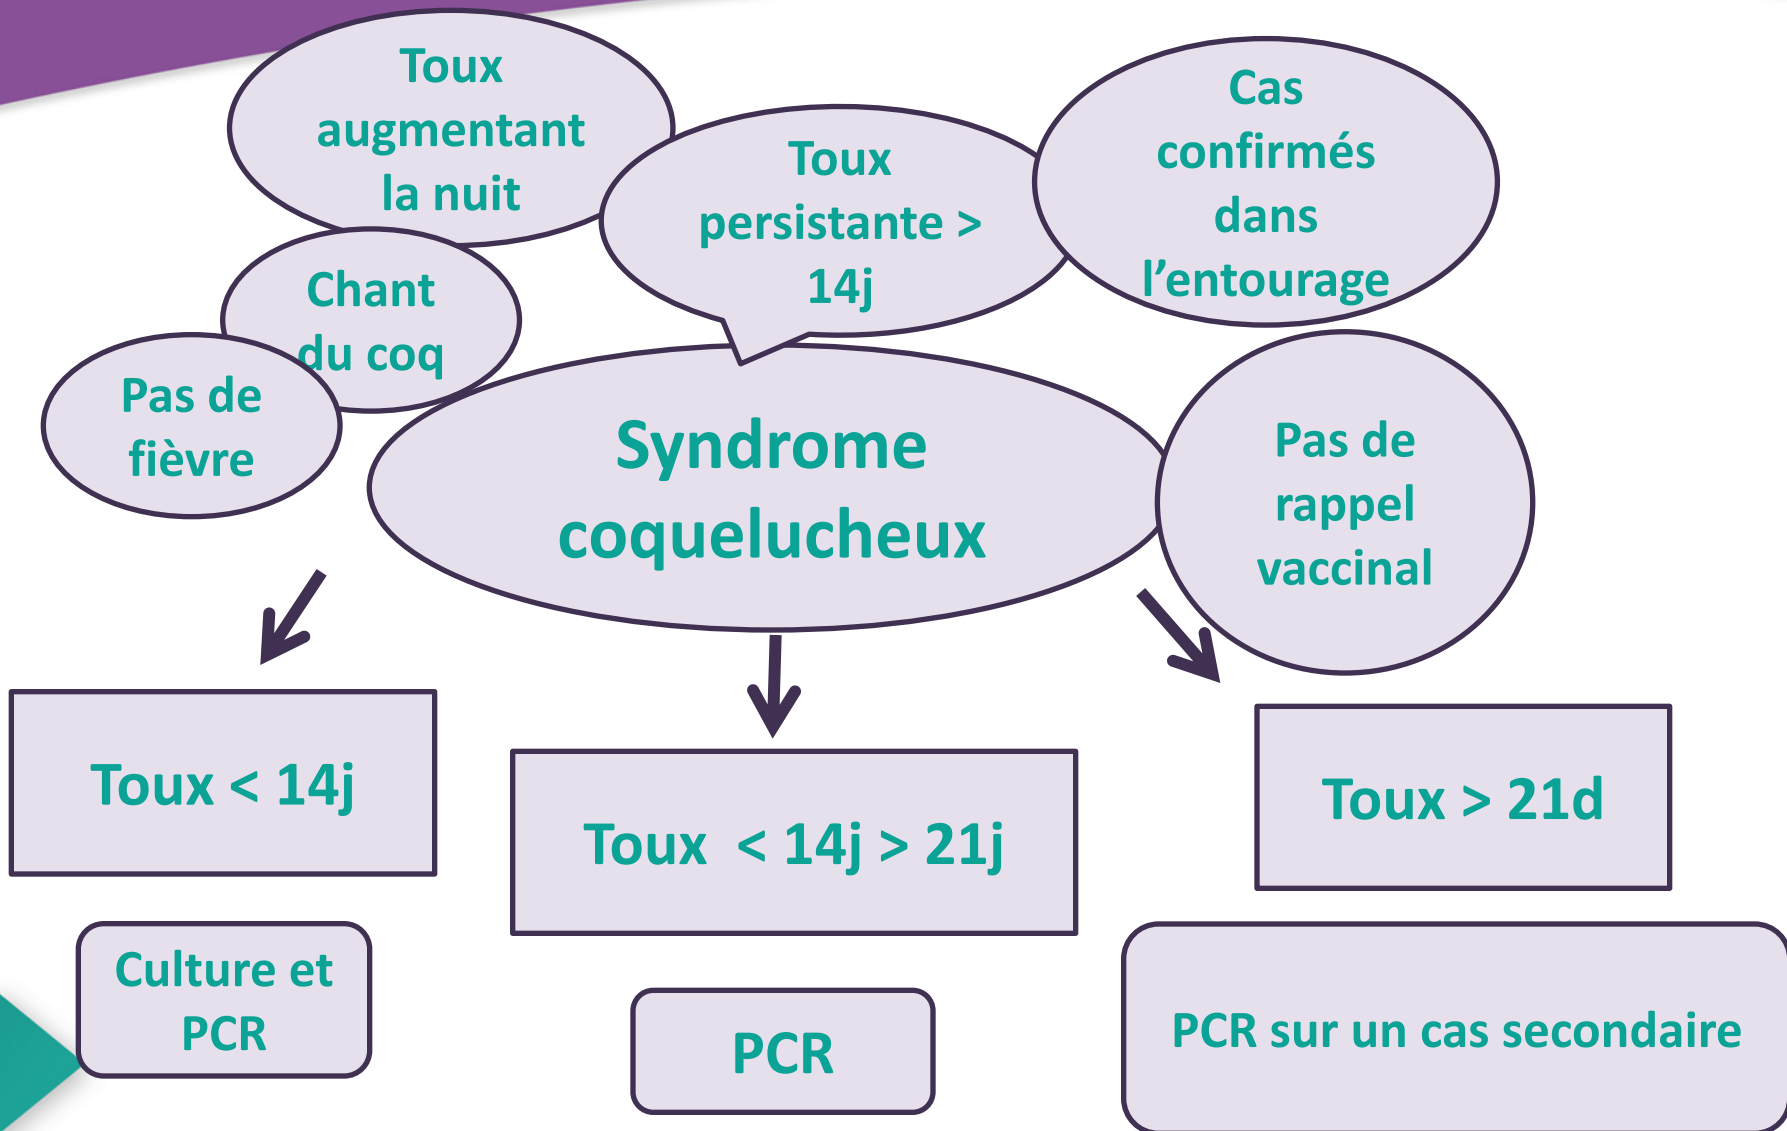 Toux
augmentant
la nuit
Toux
persistante >
14j
Cas
confirmés
dans
l’entourage
Chant
du coq
Pas de
fièvre
Syndrome
coquelucheux
Pas de
rappel
vaccinal
Toux < 14j
Toux  < 14j > 21j
Toux > 21d
Culture et
PCR
PCR
PCR sur un cas secondaire